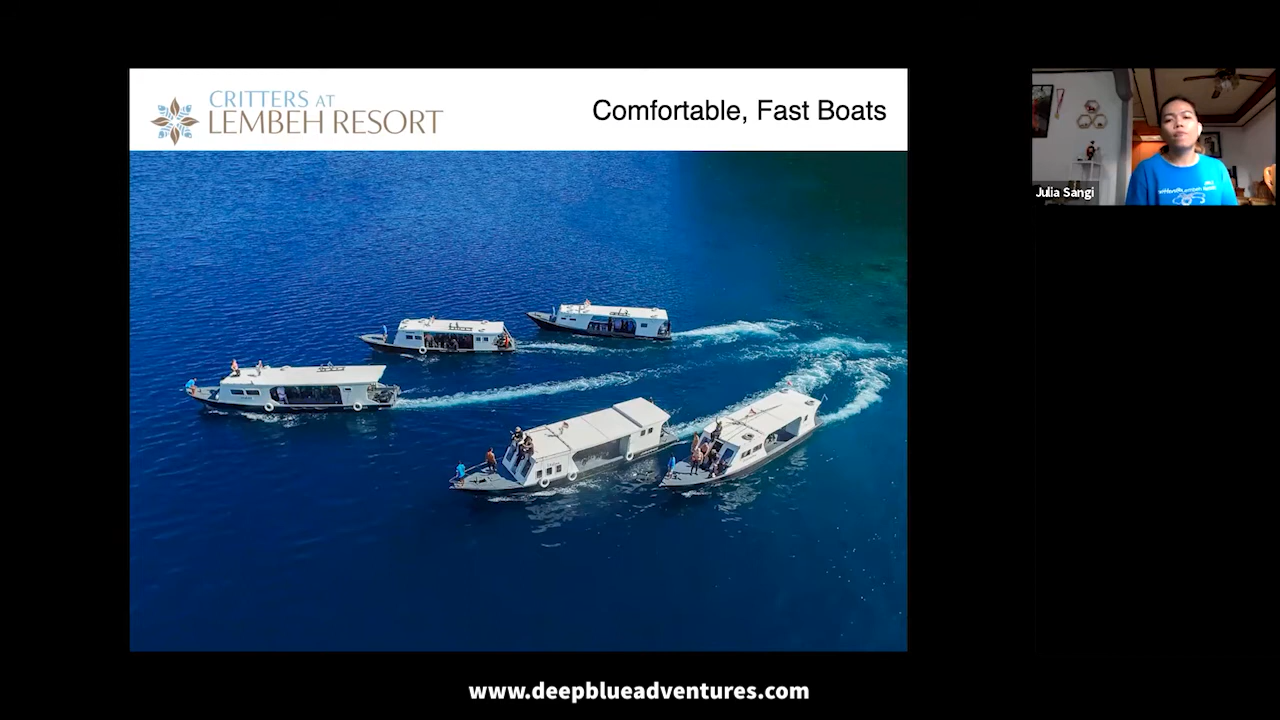 CRITTERS AT
LEMBEH RESORT
Comfortable, Fast Boats
Julia Sangi
www.deepblueadventures.com